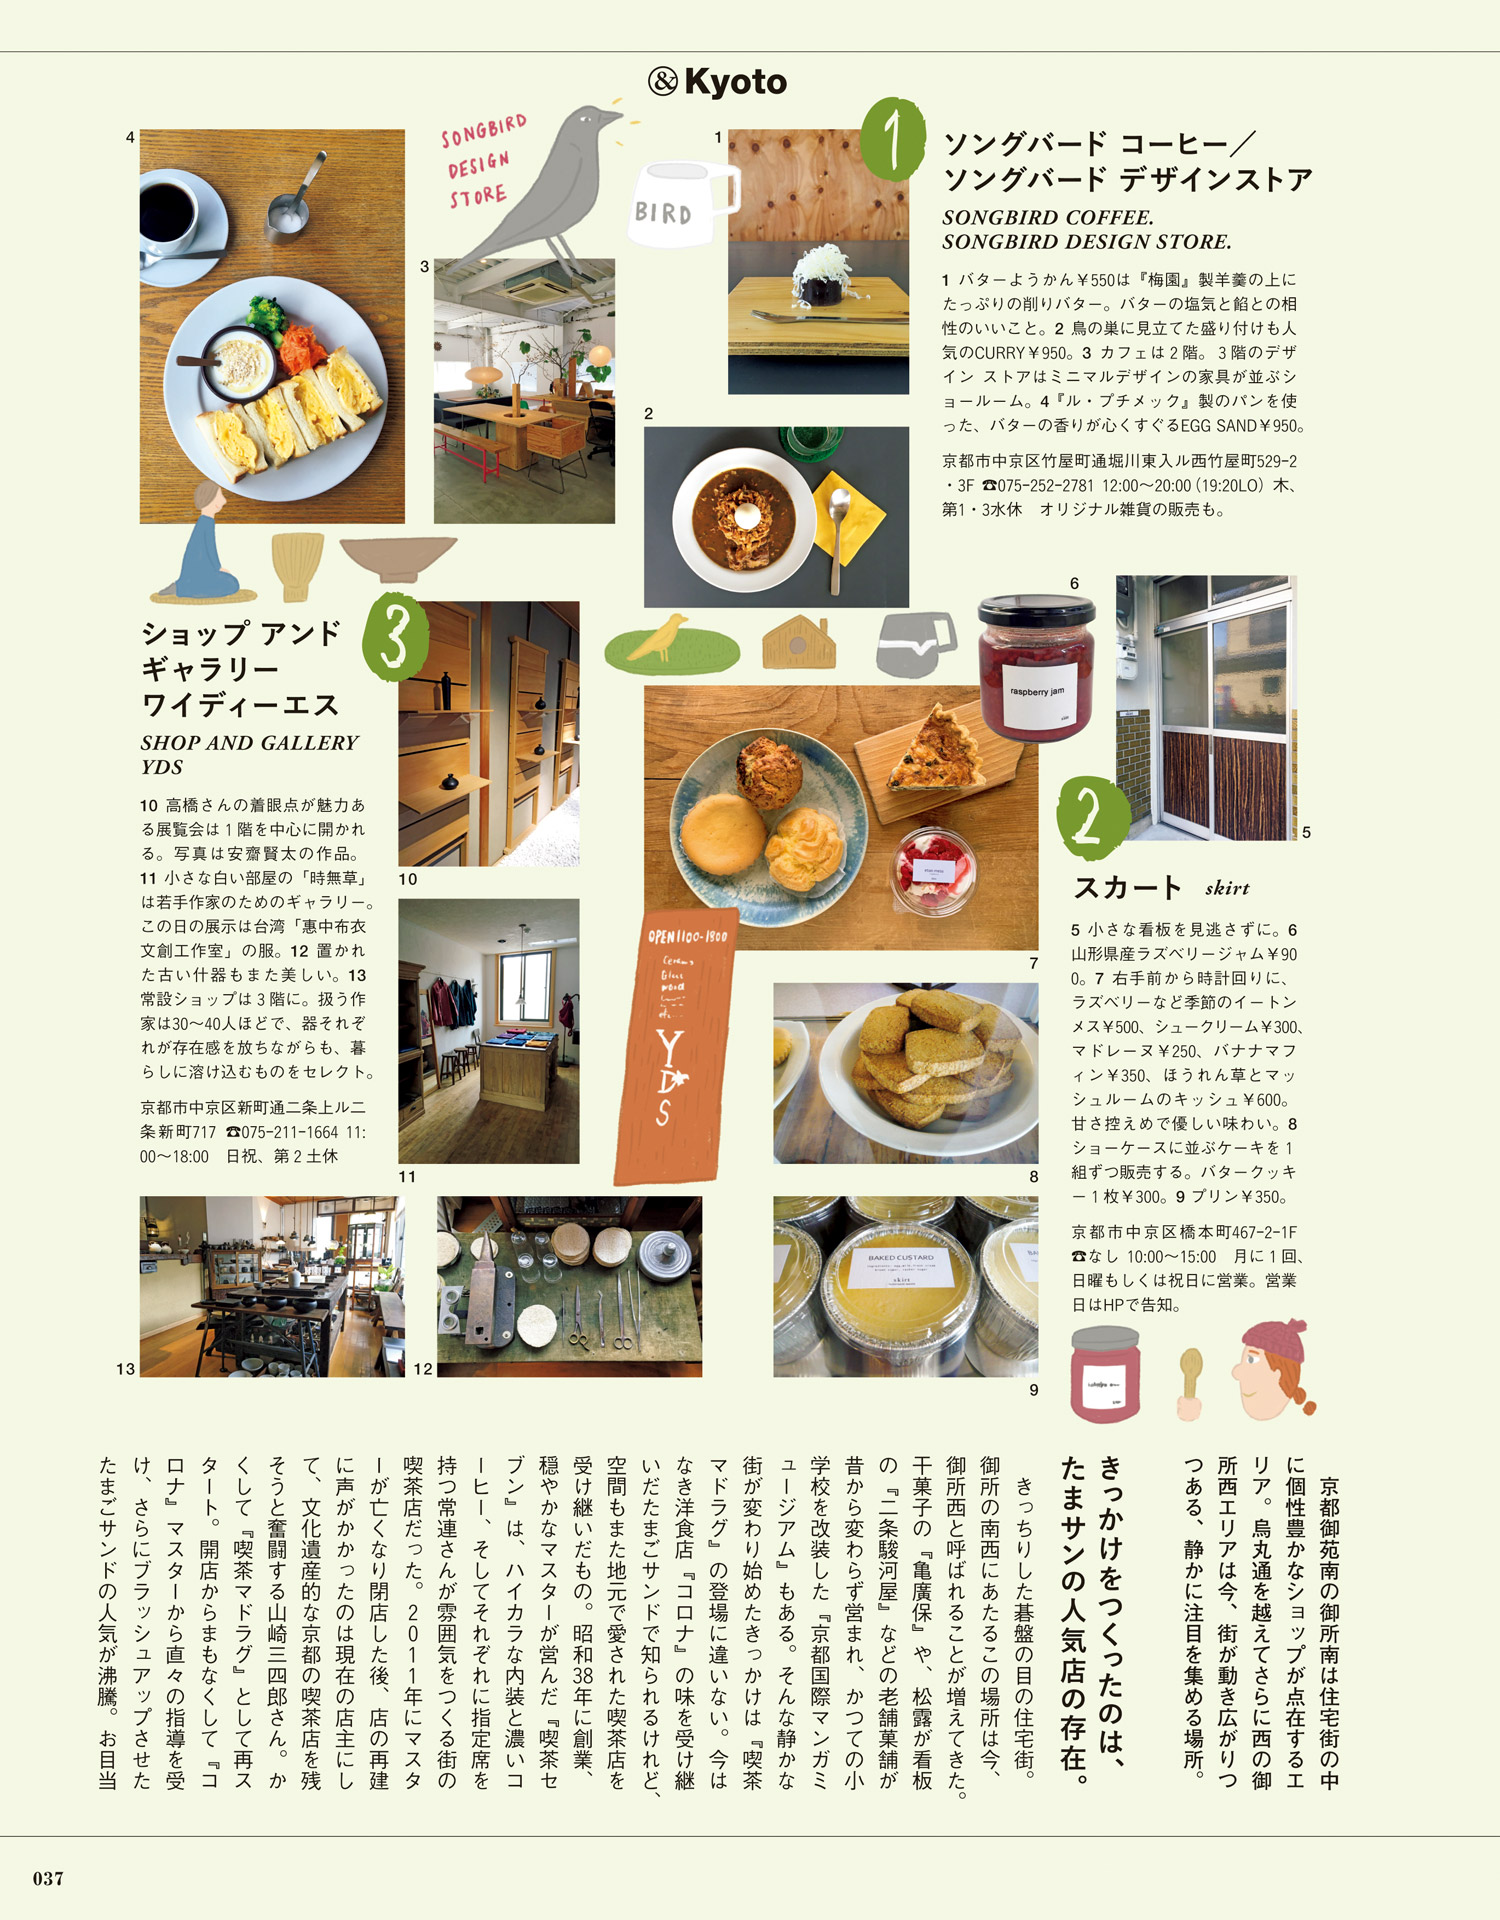 &Kyoto
4
SONGBIRD
DESIGN
STORE
BIRD
3
1
2
1
ソングバード コーヒー／
ソングバード デザインストア
SONGBIRD COFFEE.
SONGBIRD DESIGN STORE.
1 バターようかん￥550は『梅園』製羊羹の上に
たっぷりの削りバター。バターの塩気と餡との相
性のいいこと。2 鳥の巣に見立てた盛り付けも人
気のCURRY￥950。3 カフェは２階。３階のデザ
イン ストアはミニマルデザインの家具が並ぶシ
ョールーム。4『ル・プチメック』製のパンを使
った、バターの香りが心くすぐるEGG SAND￥950。
京都市中京区竹屋町通堀川東入ル西竹屋町529-2
・3F ☎075-252-2781 12:00〜20:00（19:20LO）木、
第1・3水休　オリジナル雑貨の販売も。
6
raspberry jam
5
7
8
9
2
スカート skirt
5 小さな看板を見逃さずに。6
山形県産ラズベリージャム￥90
0。7 右手前から時計回りに、
ラズベリーなど季節のイートン
メス￥500、シュークリーム￥300、
マドレーヌ￥250、バナナマフ
ィン￥350、ほうれん草とマッ
シュルームのキッシュ￥600。
甘さ控えめで優しい味わい。8
ショーケースに並ぶケーキを１
組ずつ販売する。バタークッキ
ー１枚￥300。9 プリン￥350。
京都市中京区橋本町467-2-1F
☎なし 10:00〜15:00　月に１回、
日曜もしくは祝日に営業。営業
日はHPで告知。
BAKED CUSTARD
skirt
3
ショップ アンド
ギャラリー
ワイディーエス
SHOP AND GALLERY
YDS
10 高橋さんの着眼点が魅力あ
る展覧会は１階を中心に開かれ
る。写真は安齋賢太の作品。
11 小さな白い部屋の「時無草」
は若手作家のためのギャラリー。
この日の展示は台湾「惠中布衣
文創工作室」の服。12 置かれ
た古い什器もまた美しい。13
常設ショップは３階に。扱う作
家は30〜40人ほどで、器それぞ
れが存在感を放ちながらも、暮
らしに溶け込むものをセレクト。
京都市中京区新町通二条上ル二
条新町717 ☎075-211-1664 11:
00〜18:00　日祝、第２土休
10
11
12
13
OPEN1100-1800
YDS
京都御苑南の御所南は住宅街の中
に個性豊かなショップが点在するエ
リア。烏丸通を越えてさらに西の御
所西エリアは今、街が動き広がりつ
つある、静かに注目を集める場所。
きっかけをつくったのは、
たまサンの人気店の存在。
きっちりした碁盤の目の住宅街。
御所の南西にあたるこの場所は今、
御所西と呼ばれることが増えてきた。
干菓子の『亀廣保』や、松露が看板
の『二条駿河屋』などの老舗菓舗が
昔から変わらず営まれ、かつての小
学校を改装した『京都国際マンガミ
ュージアム』もある。そんな静かな
街が変わり始めたきっかけは『喫茶
マドラグ』の登場に違いない。今は
なき洋食店『コロナ』の味を受け継
いだたまごサンドで知られるけれど、
空間もまた地元で愛された喫茶店を
受け継いだもの。昭和38年に創業、
穏やかなマスターが営んだ『喫茶セ
ブン』は、ハイカラな内装と濃いコ
ーヒー、そしてそれぞれに指定席を
持つ常連さんが雰囲気をつくる街の
喫茶店だった。2011年にマスタ
ーが亡くなり閉店した後、店の再建
に声がかかったのは現在の店主にし
て、文化遺産的な京都の喫茶店を残
そうと奮闘する山崎三四郎さん。か
くして『喫茶マドラグ』として再ス
タート。開店からまもなくして『コ
ロナ』マスターから直々の指導を受
け、さらにブラッシュアップさせた
たまごサンドの人気が沸騰。お目当
037